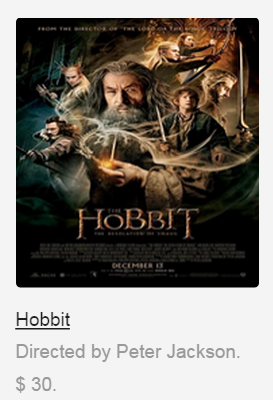 FROM THE DIRECTOR OF "THE LORD OF THE RINGS" TRILOGY
THE
HOBBIT
THE DESOLATION OF SMAUG
DECEMBER 13
Hobbit
Directed by Peter Jackson.
$ 30.